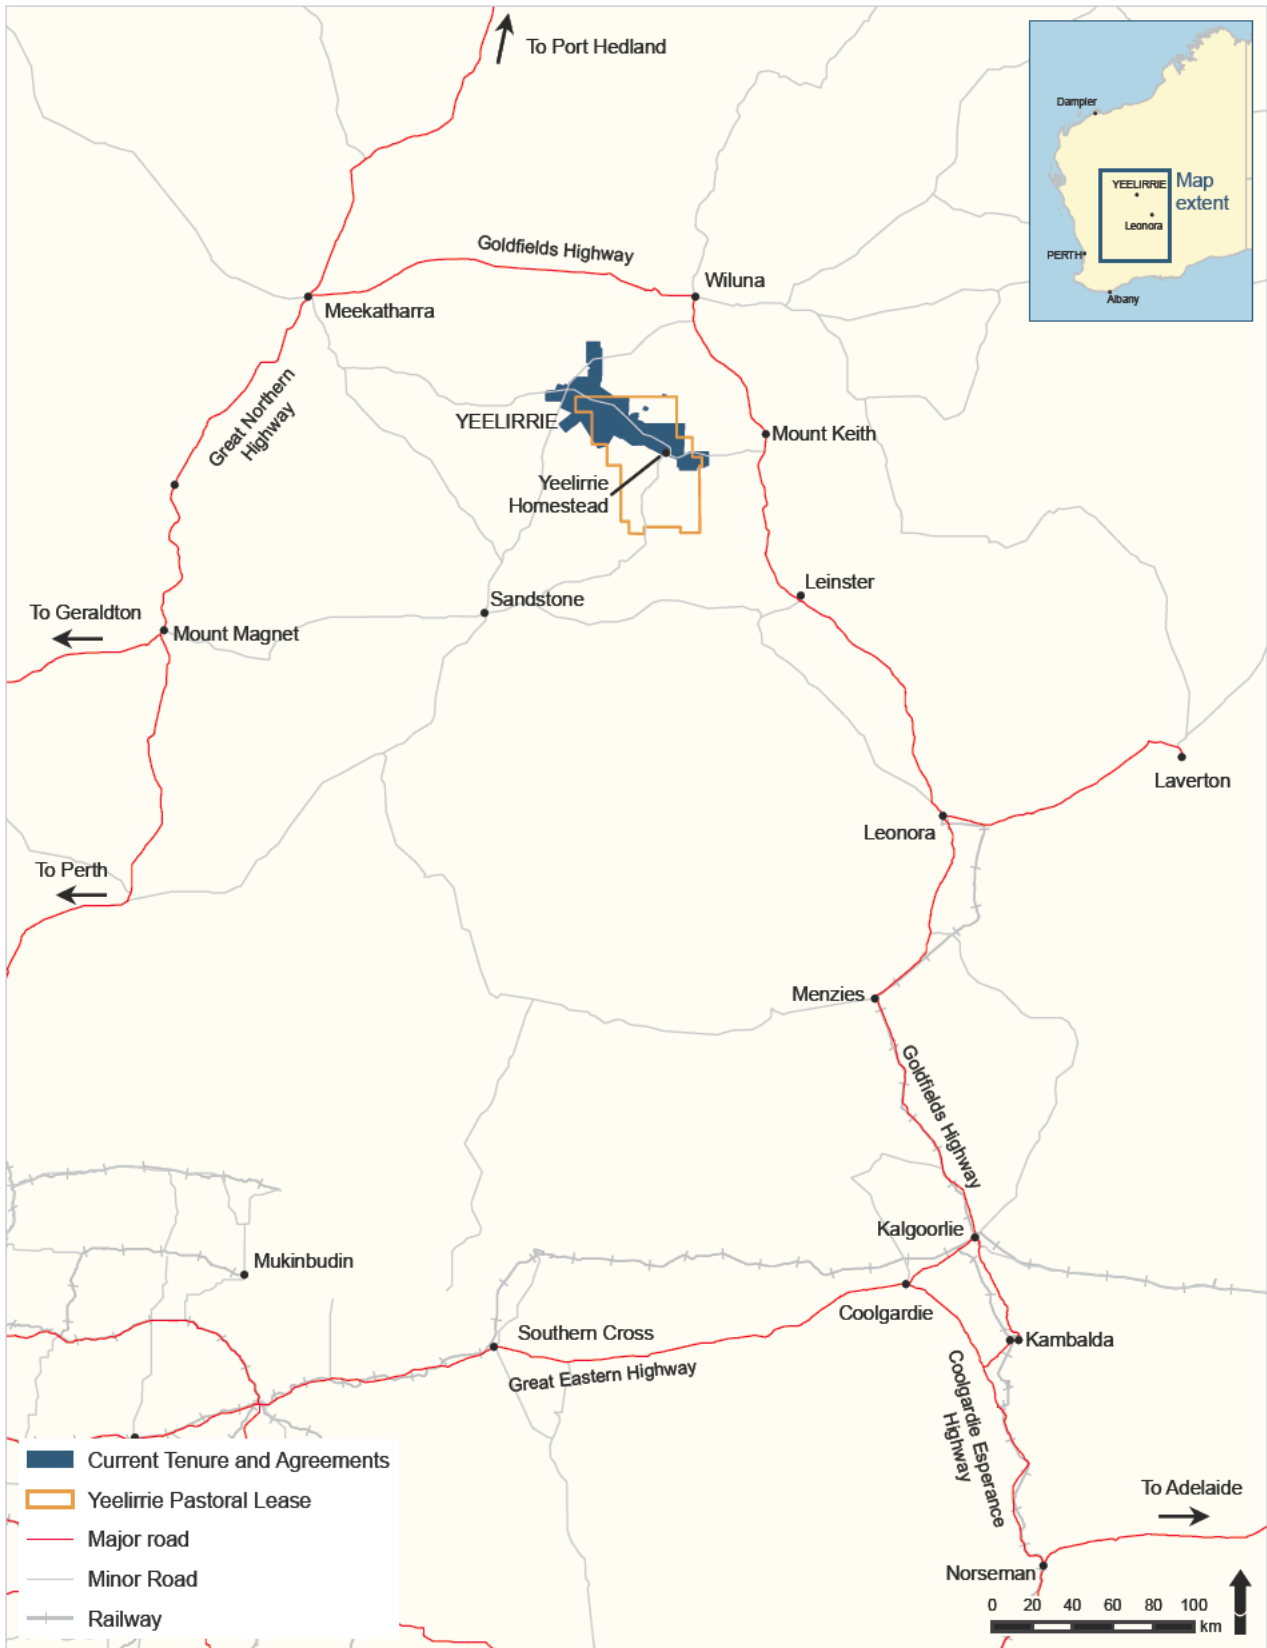 To Port Hedland
Dampier
YEELIRRIE
Map
extent
Leonora
PERTH
Albany
Goldfields Highway
Wiluna
Meekatharra
Great Northern
Highway
YEELIRRIE
Mount Keith
Yeelirrie
Homestead
Leinster
Sandstone
To Geraldton
Mount Magnet
Laverton
Leonora
To Perth
Menzies
Goldfields Highway
Kalgoorlie
Mukinbudin
Coolgardie
Southern Cross
Kambalda
Great Eastern Highway
Coolgardie Esperance
Highway
Current Tenure and Agreements
Yeelirrie Pastoral Lease
Major road
Minor Road
Railway
To Adelaide
Norseman
0 20 40 60 80 100
km